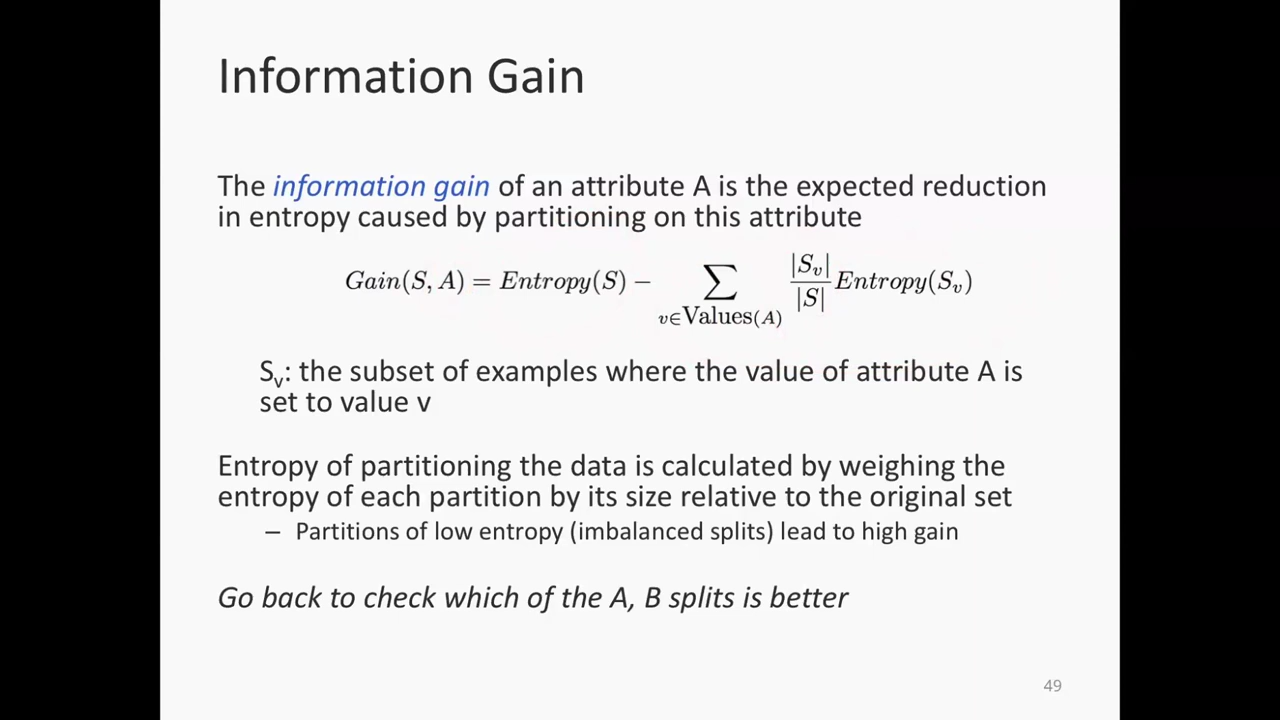 Information Gain
The information gain of an attribute A is the expected reduction
in entropy caused by partitioning on this attribute
Gain(S, A) = Entropy(S) − ∑_{v∈Values(A)} |S_v|/|S| Entropy(S_v)
S_v: the subset of examples where the value of attribute A is
set to value v
Entropy of partitioning the data is calculated by weighing the
entropy of each partition by its size relative to the original set
– Partitions of low entropy (imbalanced splits) lead to high gain
Go back to check which of the A, B splits is better
49